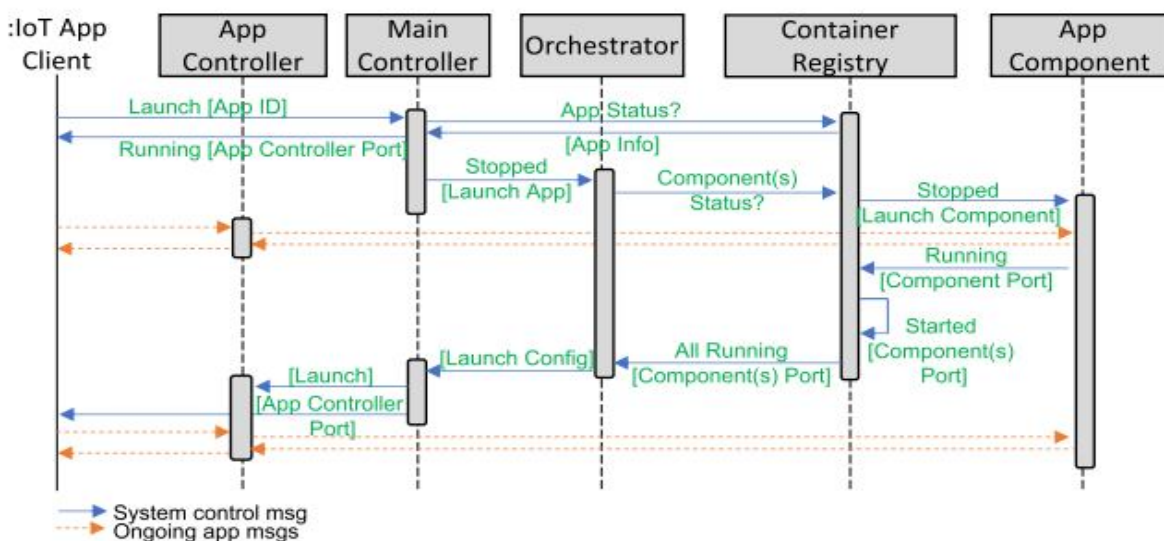 :IoT App
Client
App
Controller
Main
Controller
Orchestrator
Container
Registry
App
Component
Launch [App ID]
App Status?
Running [App Controller Port]
[App Info]
Stopped
[Launch App]
Component(s)
Status?
Stopped
[Launch Component]
Running
[Component Port]
Started
[Component(s)
Port]
[Launch Config]
All Running
[Component(s) Port]
[Launch]
[App Controller
Port]
System control msg
Ongoing app msgs